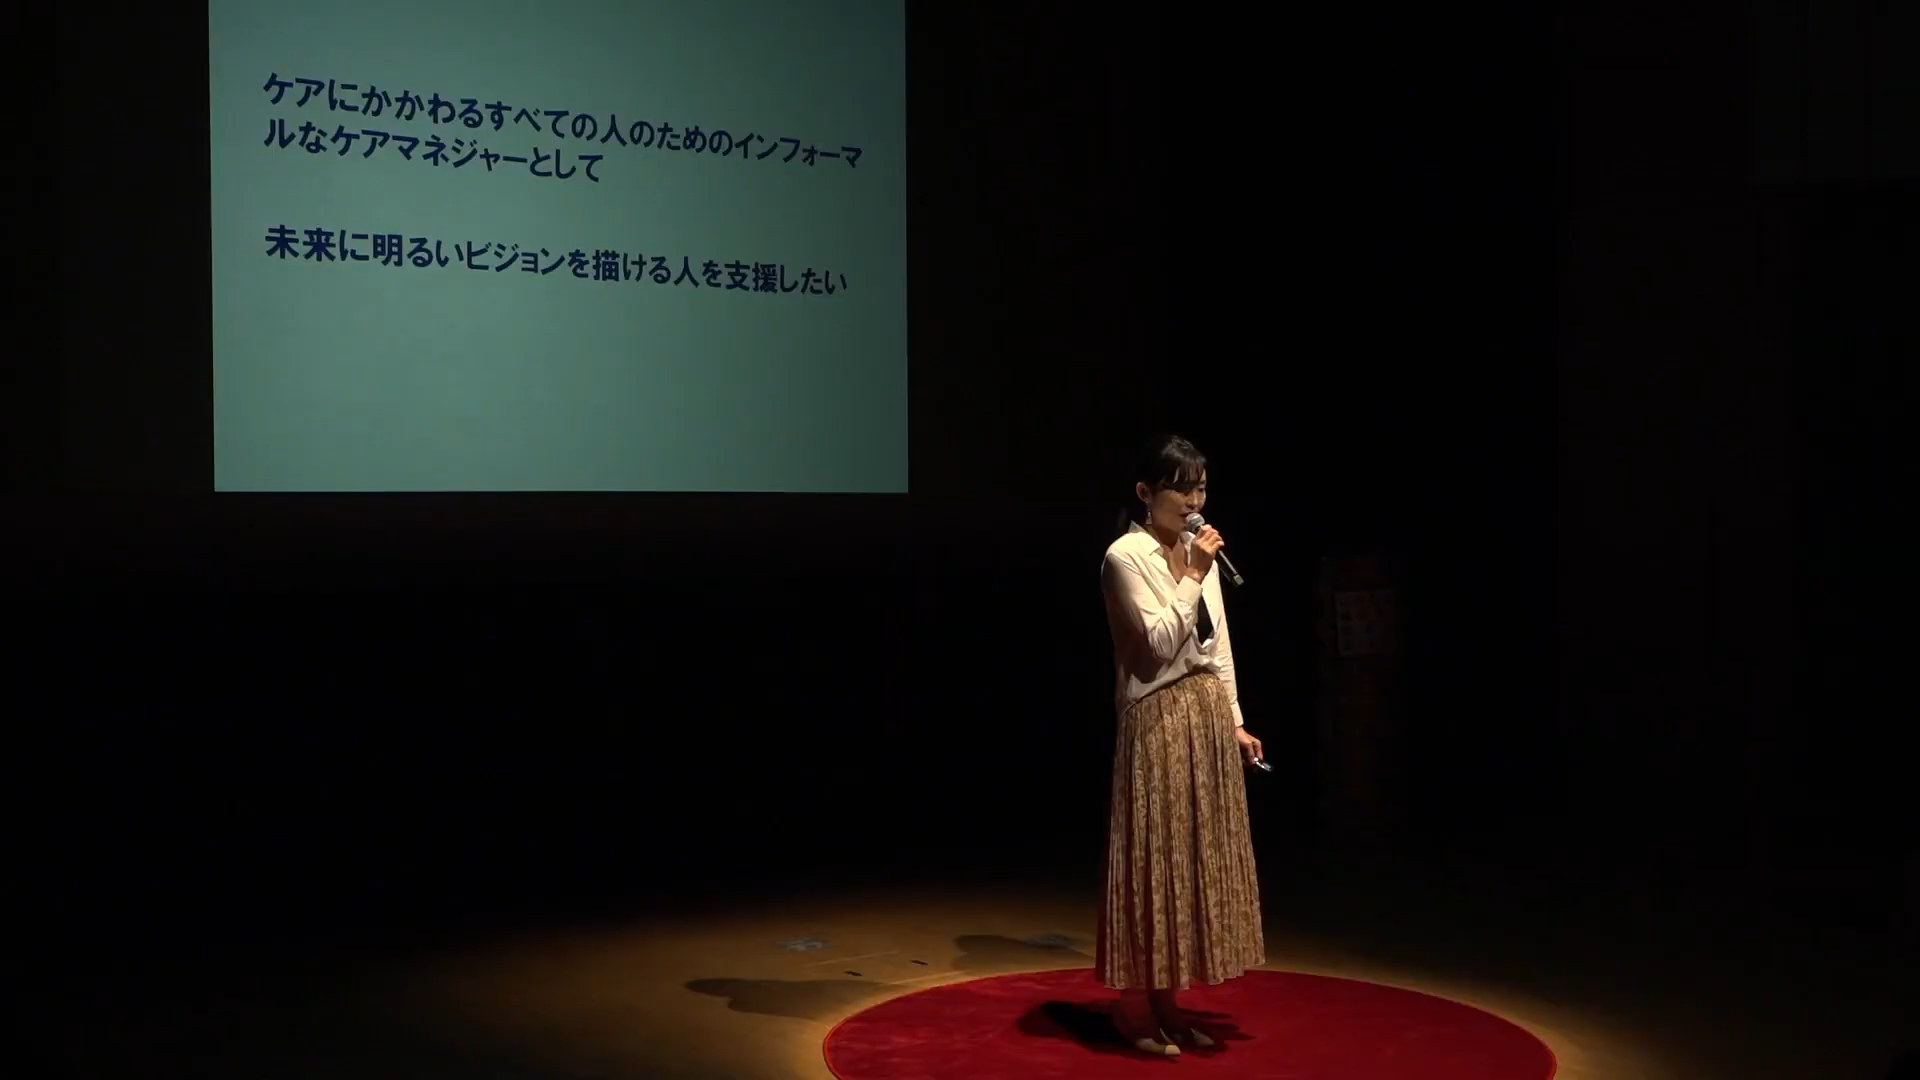 ケアにかかわるすべての人のためのインフォーマ
ルなケアマネジャーとして
未来に明るいビジョンを描ける人を支援したい